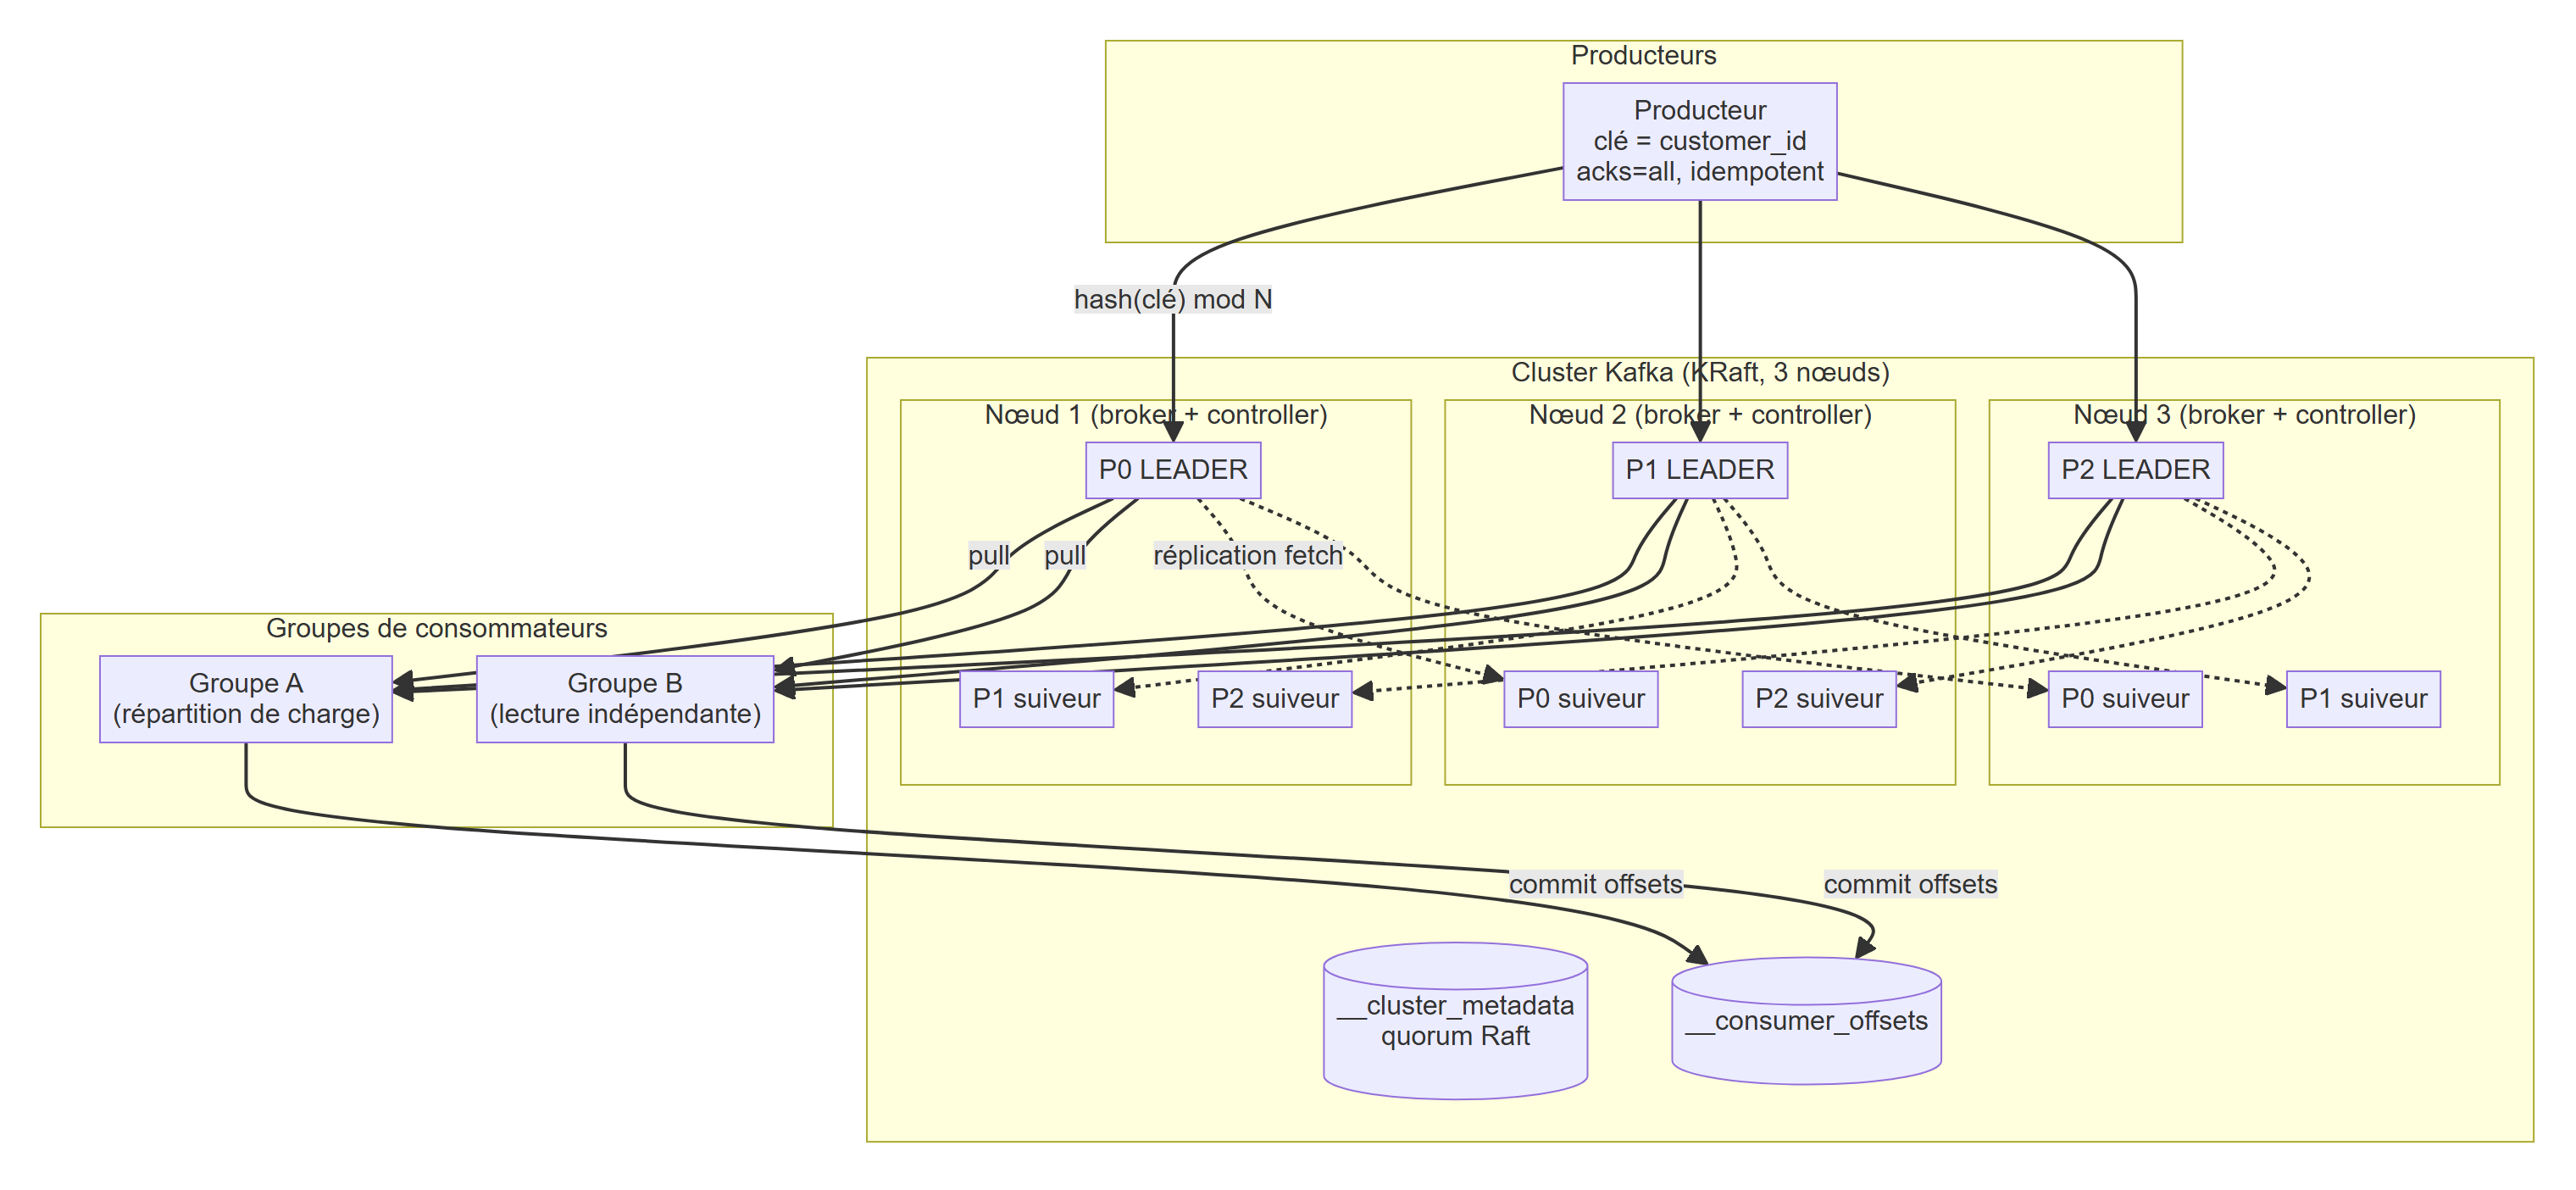 Producteurs
Producteur
clé = customer_id
acks=all, idempotent
hash(clé) mod N
Cluster Kafka (KRaft, 3 nœuds)
Nœud 1 (broker + controller)
Nœud 2 (broker + controller)
Nœud 3 (broker + controller)
P0 LEADER
P1 LEADER
P2 LEADER
pull
pull
réplication fetch
Groupes de consommateurs
Groupe A
(répartition de charge)
Groupe B
(lecture indépendante)
P1 suiveur
P2 suiveur
P0 suiveur
P2 suiveur
P0 suiveur
P1 suiveur
commit offsets
commit offsets
__cluster_metadata
quorum Raft
__consumer_offsets